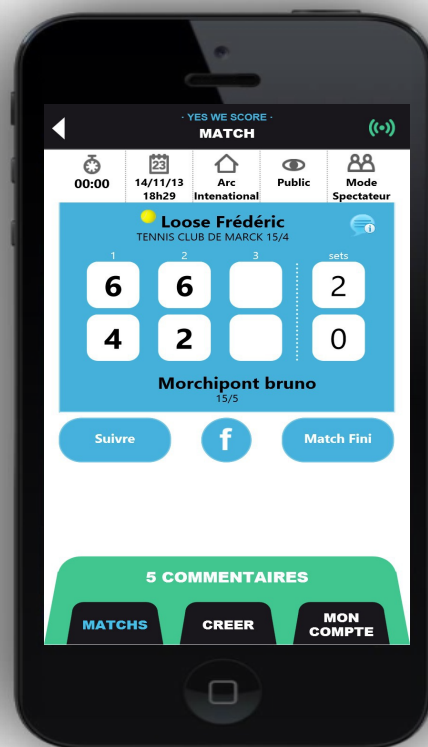 - YES WE SCORE -
MATCH
00:00
14/11/13
18h29
Arc
Intenational
Public
Mode
Spectateur
23
Loose Frédéric
TENNIS CLUB DE MARCK 15/4
1 2 3 sets
6 6 2
4 2 0
Morchipont bruno
15/5
Suivre
f
Match Fini
5 COMMENTAIRES
MATCHS
CREER
MON
COMPTE